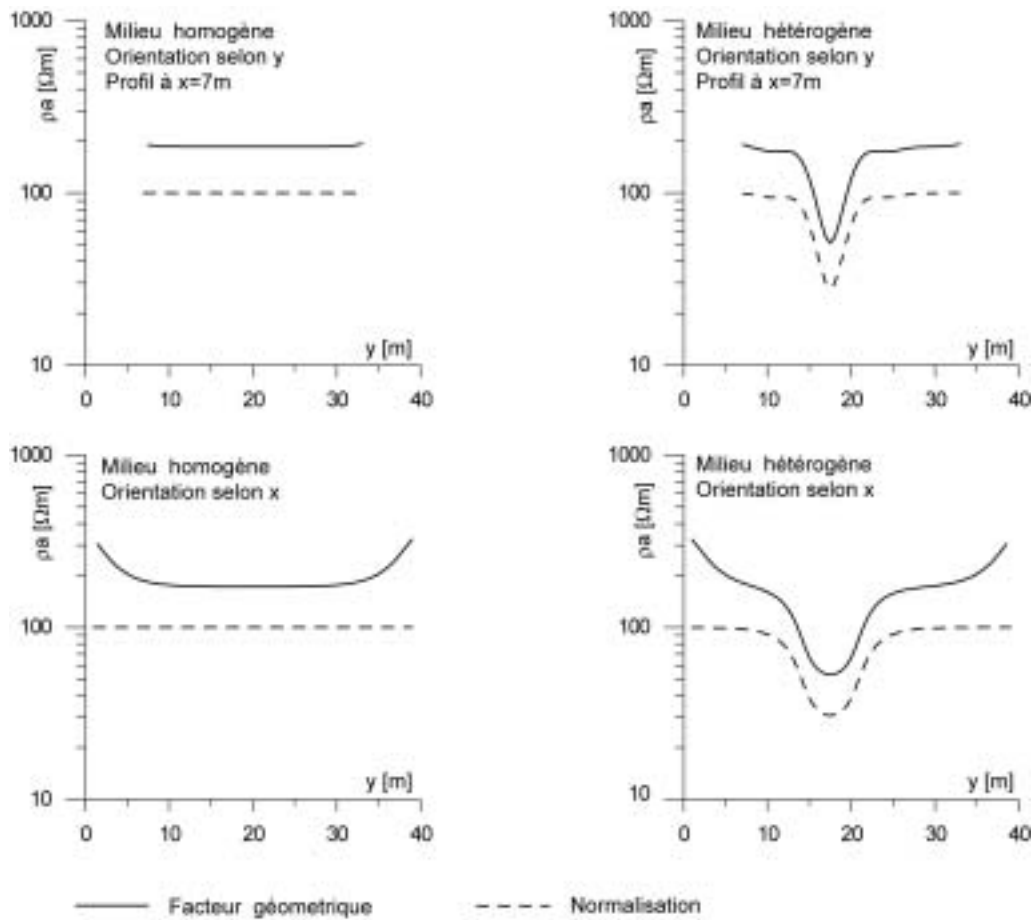 1000
Milieu homogène
Orientation selon y
Profil à x=7m
ρa [Ωm]
100
10
y [m]
0 10 20 30 40
1000
Milieu hétérogène
Orientation selon y
Profil à x=7m
ρa [Ωm]
100
10
y [m]
0 10 20 30 40
1000
Milieu homogène
Orientation selon x
ρa [Ωm]
100
10
y [m]
0 10 20 30 40
1000
Milieu hétérogène
Orientation selon x
ρa [Ωm]
100
10
y [m]
0 10 20 30 40
Facteur géometrique
Normalisation